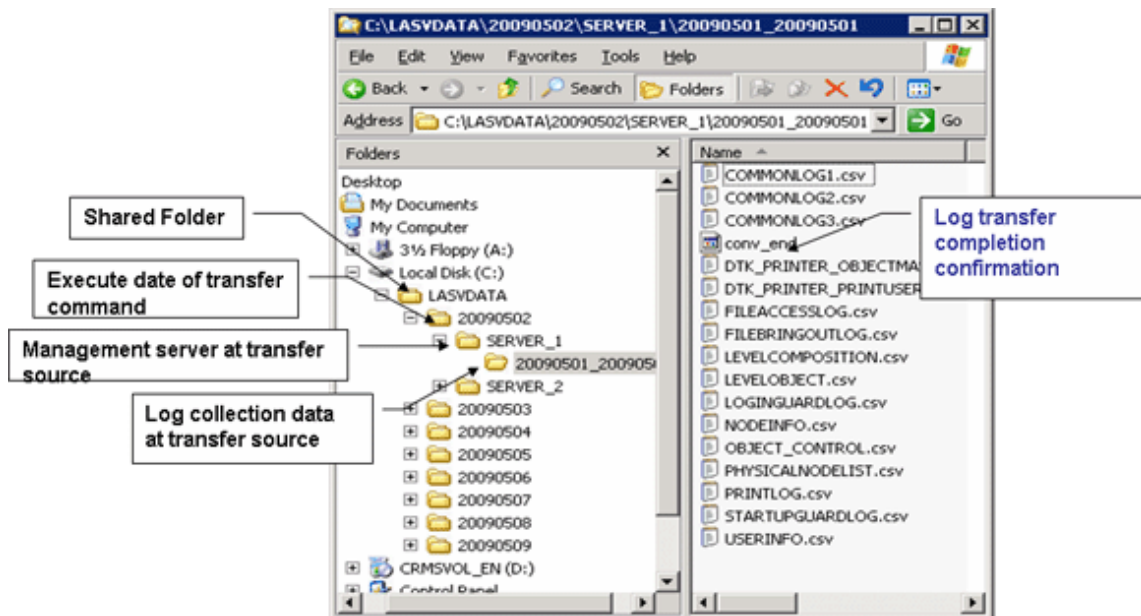 C:\LASVDATA\20090502\SERVER_1\20090501_20090501
File Edit View Favorites Tools Help
Back Search Folders
Address C:\LASVDATA\20090502\SERVER_1\20090501_20090501 Go
Folders
Desktop
My Documents
My Computer
3½ Floppy (A:)
Local Disk (C:)
LASVDATA
20090502
SERVER_1
20090501_2009050
SERVER_2
20090503
20090504
20090505
20090506
20090507
20090508
20090509
CRMSVOL_EN (D:)
Control Panel
Name
COMMONLOG1.csv
COMMONLOG2.csv
COMMONLOG3.csv
conv_end
DTK_PRINTER_OBJECTMA
DTK_PRINTER_PRINTUSER
FILEACCESSLOG.csv
FILEBRINGOUTLOG.csv
LEVELCOMPOSITION.csv
LEVELOBJECT.csv
LOGINGUARDLOG.csv
NODEINFO.csv
OBJECT_CONTROL.csv
PHYSICALNODELIST.csv
PRINTLOG.csv
STARTUPGUARDLOG.csv
USERINFO.csv
Shared Folder
Execute date of transfer
command
Management server at transfer
source
Log collection data
at transfer source
Log transfer
completion
confirmation